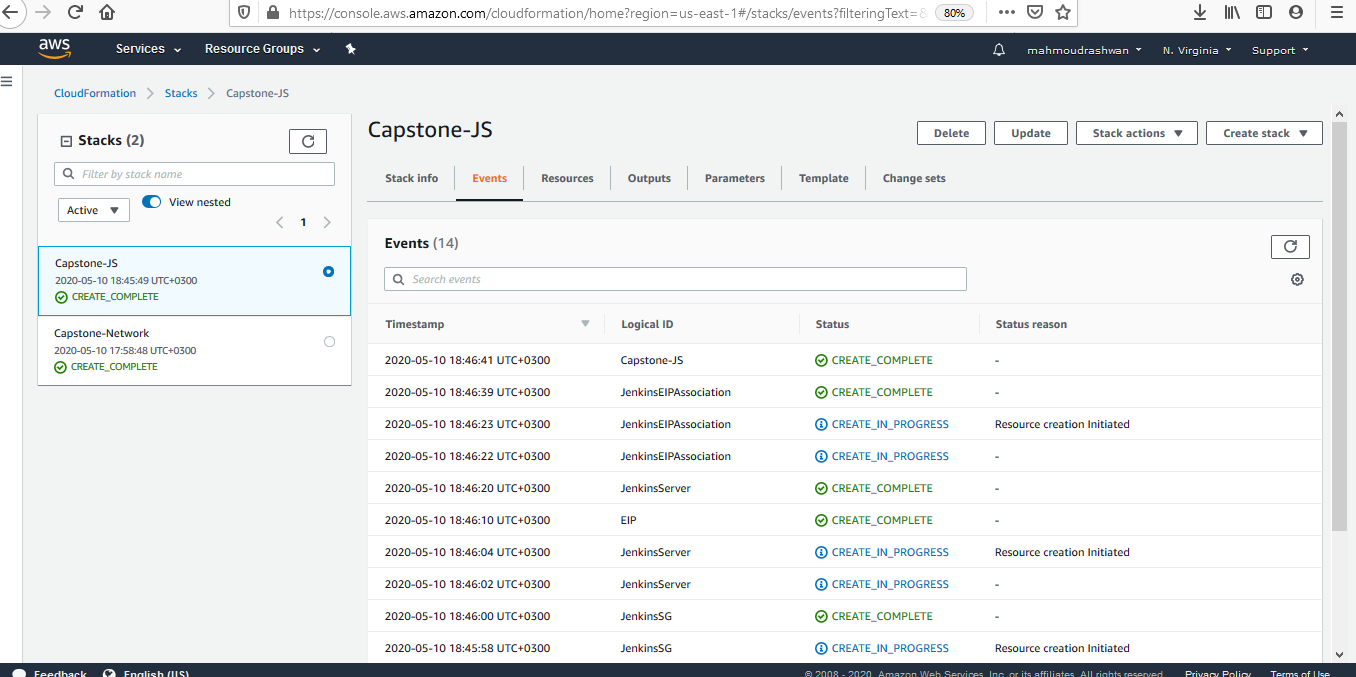 https://console.aws.amazon.com/cloudformation/home?region=us-east-1#/stacks/events?filteringText=
80%
aws Services Resource Groups mahmoudrashwan N. Virginia Support
CloudFormation Stacks Capstone-JS
Stacks (2)
Filter by stack name
Active View nested
1
Capstone-JS
2020-05-10 18:45:49 UTC+0300
CREATE_COMPLETE
Capstone-Network
2020-05-10 17:58:48 UTC+0300
CREATE_COMPLETE
Capstone-JS
Delete Update Stack actions Create stack
Stack info Events Resources Outputs Parameters Template Change sets
Events (14)
Search events
Timestamp Logical ID Status Status reason
2020-05-10 18:46:41 UTC+0300 Capstone-JS CREATE_COMPLETE -
2020-05-10 18:46:39 UTC+0300 JenkinsEIPAssociation CREATE_COMPLETE -
2020-05-10 18:46:23 UTC+0300 JenkinsEIPAssociation CREATE_IN_PROGRESS Resource creation Initiated
2020-05-10 18:46:22 UTC+0300 JenkinsEIPAssociation CREATE_IN_PROGRESS -
2020-05-10 18:46:20 UTC+0300 JenkinsServer CREATE_COMPLETE -
2020-05-10 18:46:10 UTC+0300 EIP CREATE_COMPLETE -
2020-05-10 18:46:04 UTC+0300 JenkinsServer CREATE_IN_PROGRESS Resource creation Initiated
2020-05-10 18:46:02 UTC+0300 JenkinsServer CREATE_IN_PROGRESS -
2020-05-10 18:46:00 UTC+0300 JenkinsSG CREATE_COMPLETE -
2020-05-10 18:45:58 UTC+0300 JenkinsSG CREATE_IN_PROGRESS Resource creation Initiated
Feedback English (US) © 2008 - 2020, Amazon Web Services, Inc. or its affiliates. All rights reserved. Privacy Policy Terms of Use